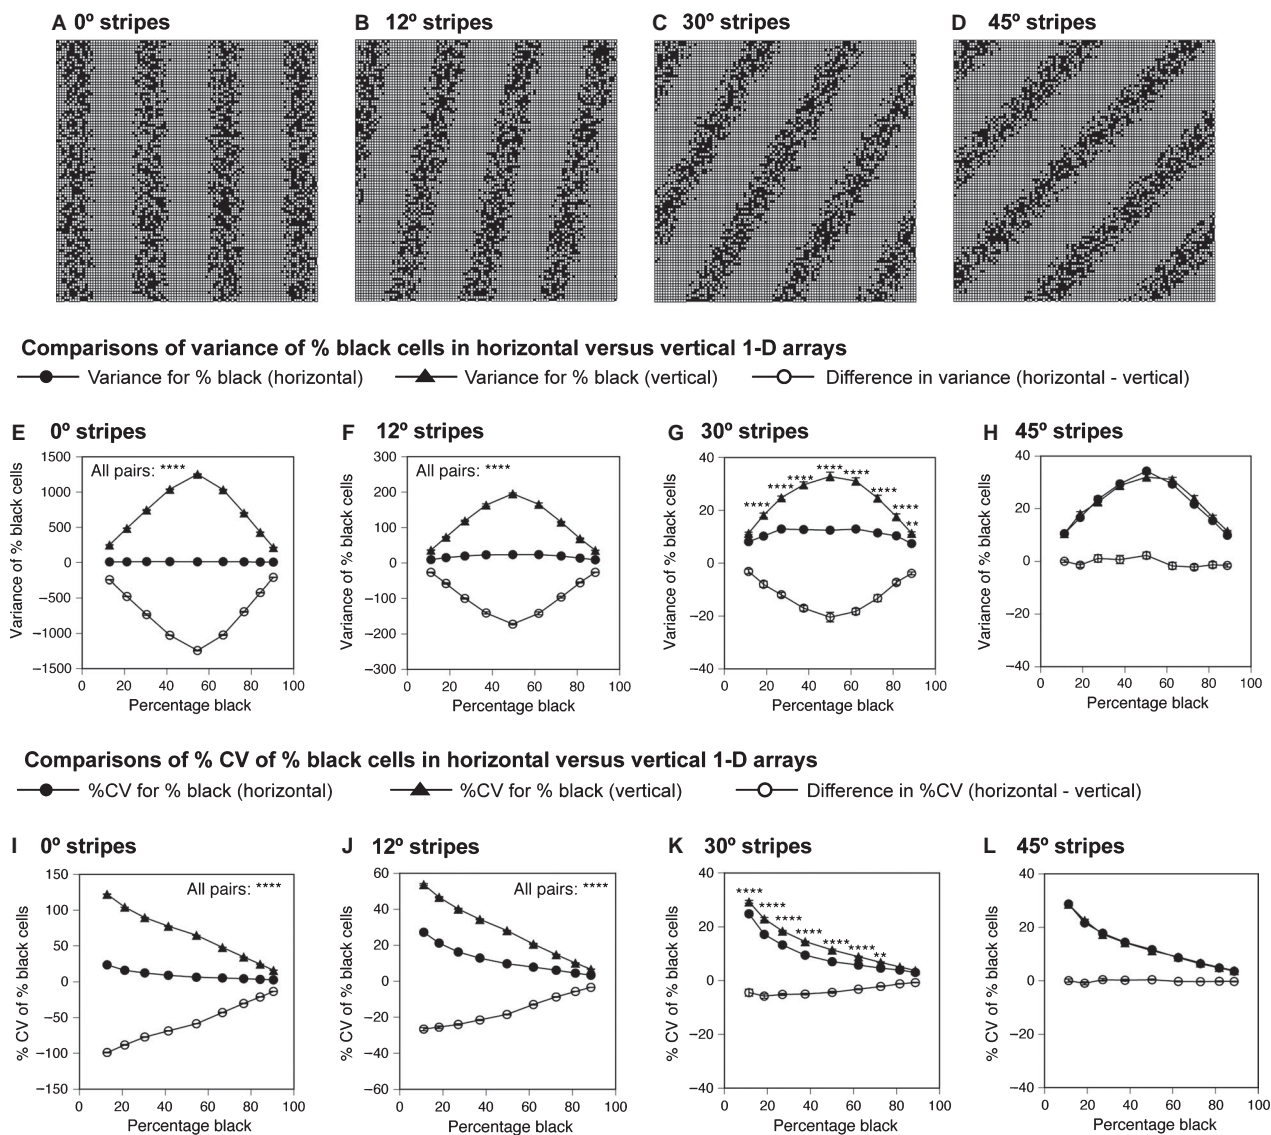 A 0º stripes B 12º stripes C 30º stripes D 45º stripes
Comparisons of variance of % black cells in horizontal versus vertical 1-D arrays
Variance for % black (horizontal) Variance for % black (vertical) Difference in variance (horizontal - vertical)
E 0º stripes
Variance of % black cells
All pairs: ****
1500
1000
500
0
−500
−1000
−1500
0 20 40 60 80 100
Percentage black
F 12º stripes
Variance of % black cells
All pairs: ****
300
200
100
0
−100
−200
−300
0 20 40 60 80 100
Percentage black
G 30º stripes
Variance of % black cells
**** **** **** **** **** **** **** **
40
20
0
−20
−40
0 20 40 60 80 100
Percentage black
H 45º stripes
Variance of % black cells
40
20
0
−20
−40
0 20 40 60 80 100
Percentage black
Comparisons of % CV of % black cells in horizontal versus vertical 1-D arrays
%CV for % black (horizontal) %CV for % black (vertical) Difference in %CV (horizontal - vertical)
I 0º stripes
% CV of % black cells
All pairs: ****
150
100
50
0
−50
−100
−150
0 20 40 60 80 100
Percentage black
J 12º stripes
% CV of % black cells
All pairs: ****
60
40
20
0
−20
−40
−60
0 20 40 60 80 100
Percentage black
K 30º stripes
% CV of % black cells
**** **** **** **** **** **** **
40
20
0
−20
−40
0 20 40 60 80 100
Percentage black
L 45º stripes
% CV of % black cells
40
20
0
−20
−40
0 20 40 60 80 100
Percentage black